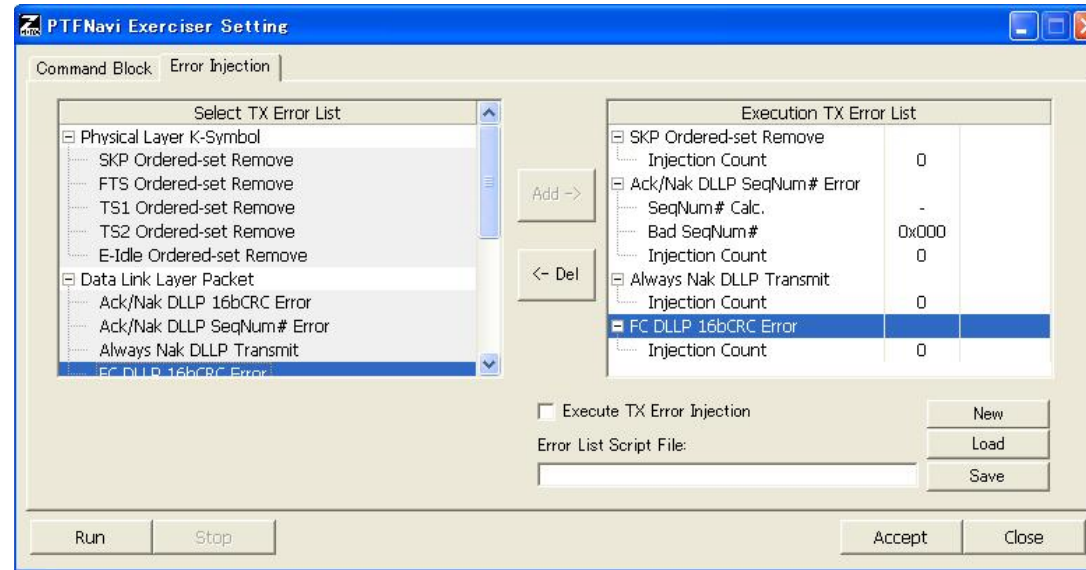 PTFNavi Exerciser Setting
Command Block
Error Injection
Select TX Error List
Physical Layer K-Symbol
SKP Ordered-set Remove
FTS Ordered-set Remove
TS1 Ordered-set Remove
TS2 Ordered-set Remove
E-Idle Ordered-set Remove
Data Link Layer Packet
Ack/Nak DLLP 16bCRC Error
Ack/Nak DLLP SeqNum# Error
Always Nak DLLP Transmit
FC DLLP 16bCRC Error
Add ->
<- Del
Execution TX Error List
SKP Ordered-set Remove
Injection Count 0
Ack/Nak DLLP SeqNum# Error
SeqNum# Calc. -
Bad SeqNum# 0x000
Injection Count 0
Always Nak DLLP Transmit
Injection Count 0
FC DLLP 16bCRC Error
Injection Count 0
Execute TX Error Injection
New
Error List Script File:
Load
Save
Run
Stop
Accept
Close